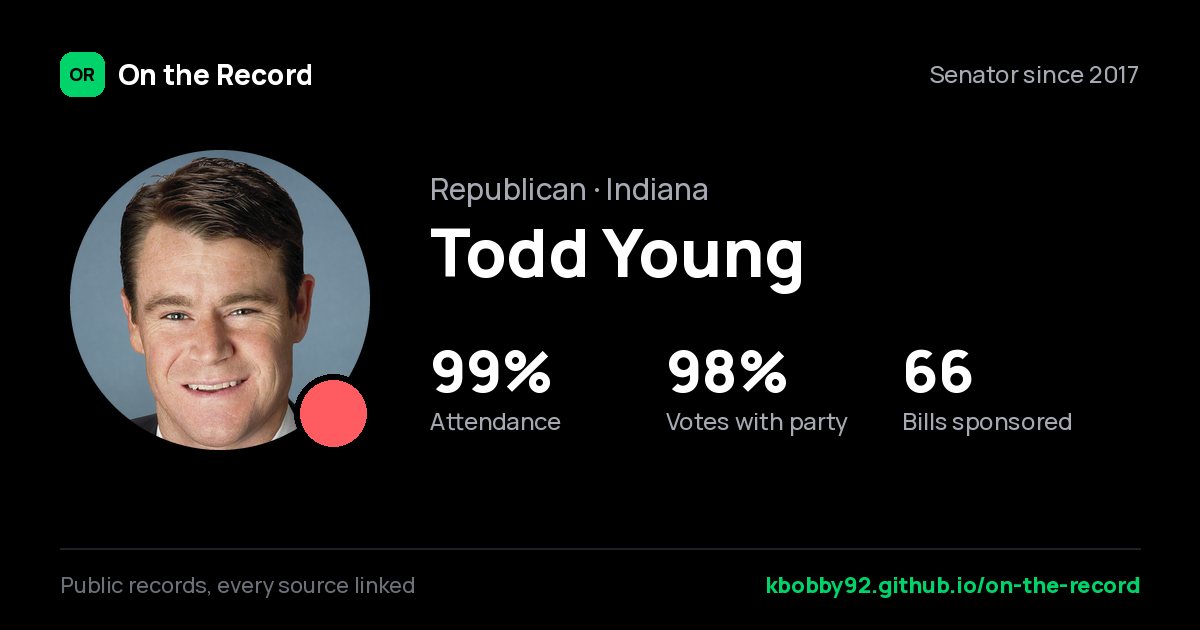 OR On the Record
Senator since 2017
Republican · Indiana
Todd Young
99% 98% 66
Attendance Votes with party Bills sponsored
Public records, every source linked
kbobby92.github.io/on-the-record